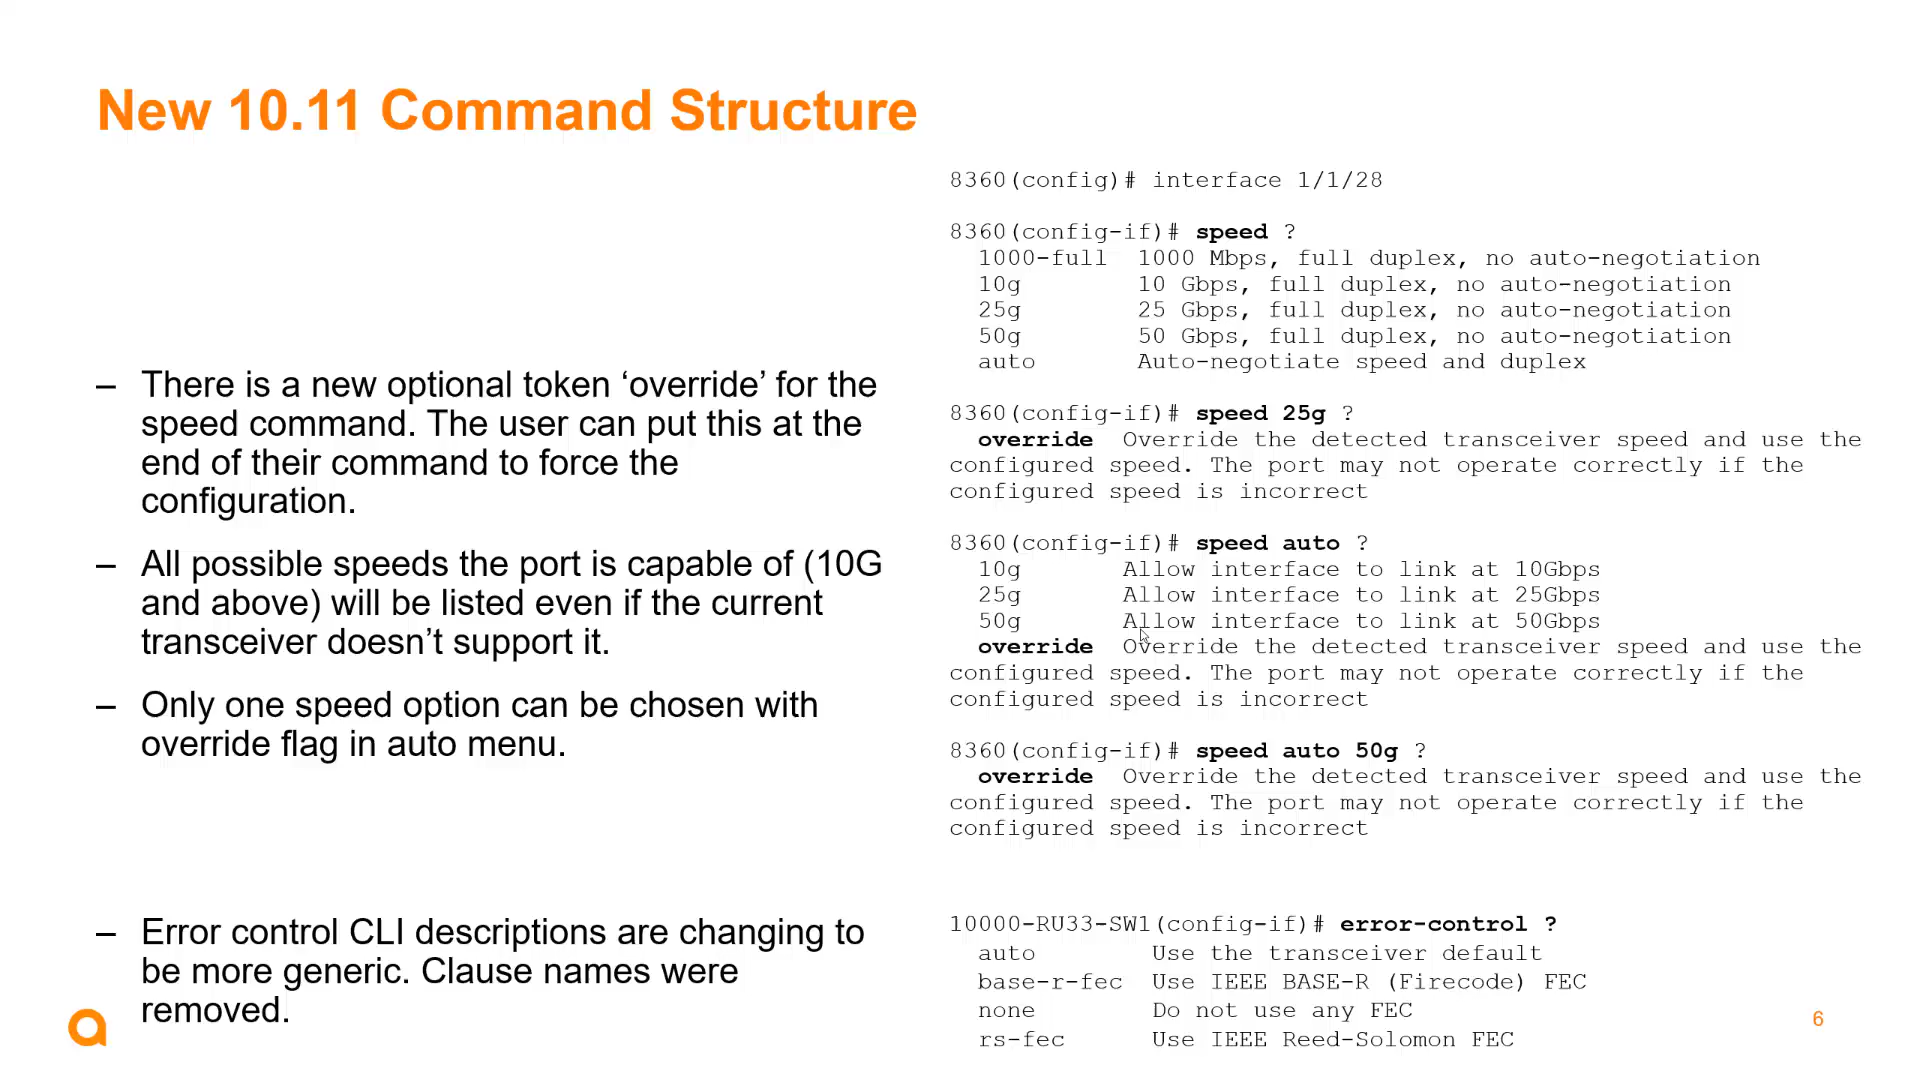 New 10.11 Command Structure
– There is a new optional token ‘override’ for the
speed command. The user can put this at the
end of their command to force the
configuration.
– All possible speeds the port is capable of (10G
and above) will be listed even if the current
transceiver doesn’t support it.
– Only one speed option can be chosen with
override flag in auto menu.
– Error control CLI descriptions are changing to
be more generic. Clause names were
removed.
8360(config)# interface 1/1/28
8360(config-if)# speed ?
1000-full 1000 Mbps, full duplex, no auto-negotiation
10g 10 Gbps, full duplex, no auto-negotiation
25g 25 Gbps, full duplex, no auto-negotiation
50g 50 Gbps, full duplex, no auto-negotiation
auto Auto-negotiate speed and duplex
8360(config-if)# speed 25g ?
override Override the detected transceiver speed and use the
configured speed. The port may not operate correctly if the
configured speed is incorrect
8360(config-if)# speed auto ?
10g Allow interface to link at 10Gbps
25g Allow interface to link at 25Gbps
50g Allow interface to link at 50Gbps
override Override the detected transceiver speed and use the
configured speed. The port may not operate correctly if the
configured speed is incorrect
8360(config-if)# speed auto 50g ?
override Override the detected transceiver speed and use the
configured speed. The port may not operate correctly if the
configured speed is incorrect
10000-RU33-SW1(config-if)# error-control ?
auto Use the transceiver default
base-r-fec Use IEEE BASE-R (Firecode) FEC
none Do not use any FEC
rs-fec Use IEEE Reed-Solomon FEC
6